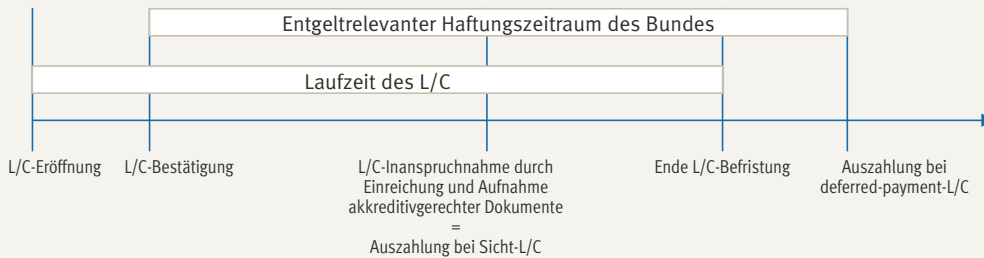 Entgeltrelevanter Haftungszeitraum des Bundes
Laufzeit des L/C
L/C-Eröffnung
L/C-Bestätigung
L/C-Inanspruchnahme durch
Einreichung und Aufnahme
akkreditivgerechter Dokumente
=
Auszahlung bei Sicht-L/C
Ende L/C-Befristung
Auszahlung bei
deferred-payment-L/C